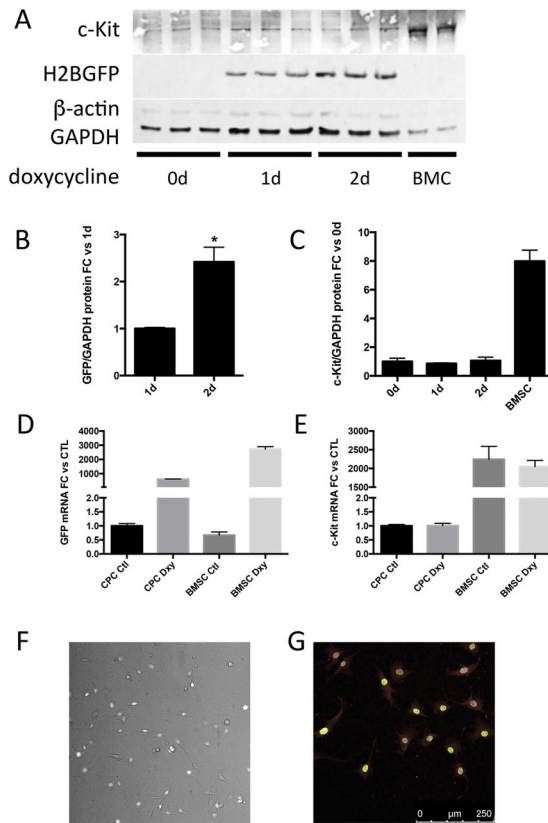 A
c-Kit
H2BGFP
β-actin
GAPDH
doxycycline
0d 1d 2d BMC
B
GFP/GAPDH protein FC vs 1d
3
2
1
0
*
1d 2d
C
c-Kit/GAPDH protein FC vs 0d
10
8
6
4
2
0
0d 1d 2d BMSC
D
GFP mRNA FC vs CTL
4000
3000
2000
1000
2.0
1.5
1.0
0.5
0.0
CPC Ctl CPC Dxy BMSC Ctl BMSC Dxy
E
c-Kit mRNA FC vs CTL
3000
2500
2000
1500
2.0
1.5
1.0
0.5
0.0
CPC Ctl CPC Dxy BMSC Ctl BMSC Dxy
F
G
0 µm 250